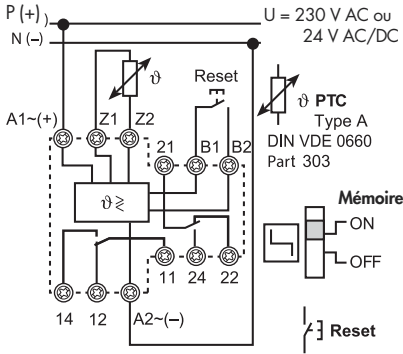 P (+)
U = 230 V AC ou
N (–)
24 V AC/DC
ϑ
Reset
A1~(+) Z1 Z2
ϑ PTC
Type A
DIN VDE 0660
Part 303
21 B1 B2
Mémoire
ϑ ≷
ON
OFF
11 24 22
14 12 A2~(–)
Reset